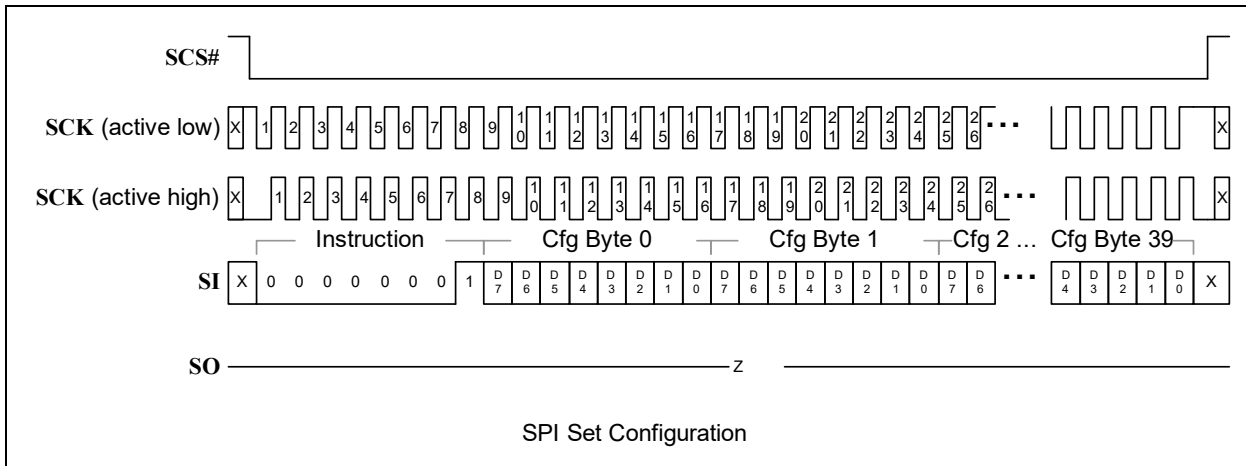 SCS#
SCK (active low) X 1 2 3 4 5 6 7 8 9 10 11 12 13 14 15 16 17 18 19 20 21 22 23 24 25 26 ... X
SCK (active high) X 1 2 3 4 5 6 7 8 9 10 11 12 13 14 15 16 17 18 19 20 21 22 23 24 25 26 ... X
Instruction Cfg Byte 0 Cfg Byte 1 Cfg 2 ... Cfg Byte 39
SI X 0 0 0 0 0 0 0 1 D7 D6 D5 D4 D3 D2 D1 D0 D7 D6 D5 D4 D3 D2 D1 D0 D7 D6 ... D4 D3 D2 D1 D0 X
SO Z
SPI Set Configuration